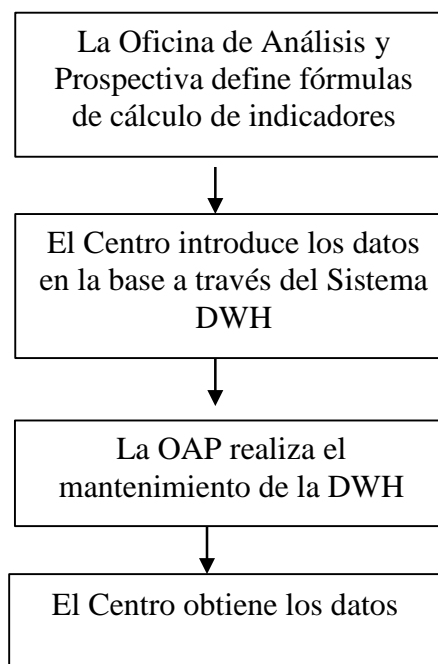 La Oficina de Análisis y
Prospectiva define fórmulas
de cálculo de indicadores
El Centro introduce los datos
en la base a través del Sistema
DWH
La OAP realiza el
mantenimiento de la DWH
El Centro obtiene los datos